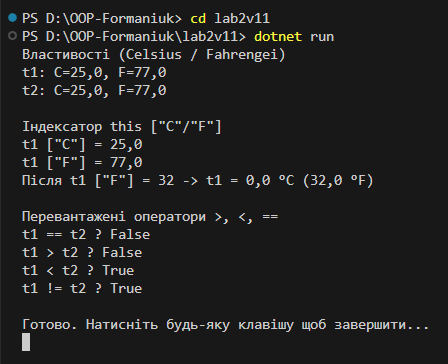 PS D:\OOP-Formaniuk> cd lab2v11
PS D:\OOP-Formaniuk\lab2v11> dotnet run
Властивості (Celsius / Fahrengei)
t1: C=25,0, F=77,0
t2: C=25,0, F=77,0
Індексатор this ["C"/"F"]
t1 ["C"] = 25,0
t1 ["F"] = 77,0
Після t1 ["F"] = 32 -> t1 = 0,0 °C (32,0 °F)
Перевантажені оператори >, <, ==
t1 == t2 ? False
t1 > t2 ? False
t1 < t2 ? True
t1 != t2 ? True
Готово. Натисніть будь-яку клавішу щоб завершити...